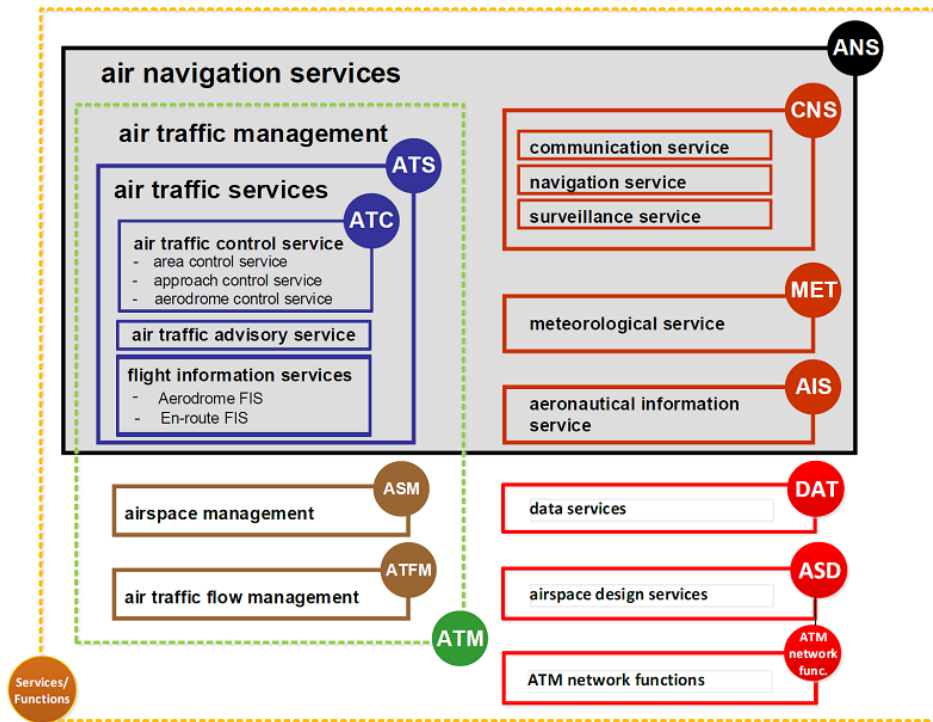 ANS
air navigation services
CNS
air traffic management
communication service
ATS
navigation service
air traffic services
surveillance service
ATC
air traffic control service
- area control service
- approach control service
- aerodrome control service
MET
meteorological service
air traffic advisory service
flight information services
- Aerodrome FIS
- En-route FIS
AIS
aeronautical information
service
ASM
airspace management
DAT
data services
ATFM
air traffic flow management
ASD
airspace design services
ATM
ATM
network
func.
ATM network functions
Services/
Functions